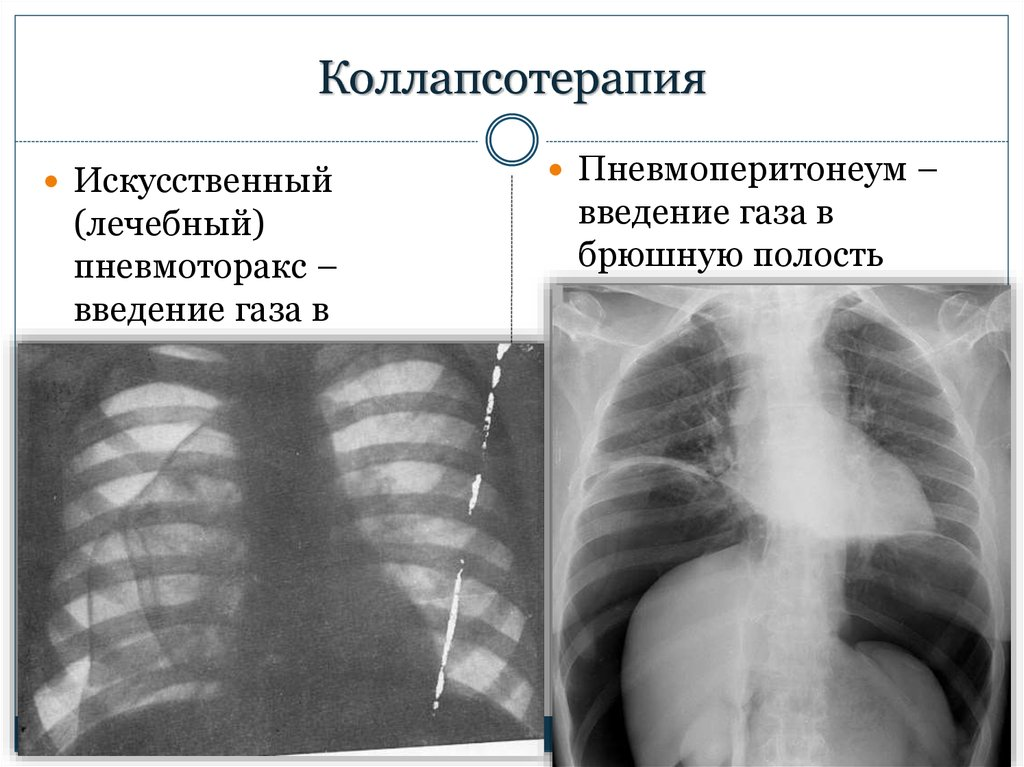 Коллапсотерапия
• Искусственный
(лечебный)
пневмоторакс –
введение газа в
• Пневмоперитонеум –
введение газа в
брюшную полость